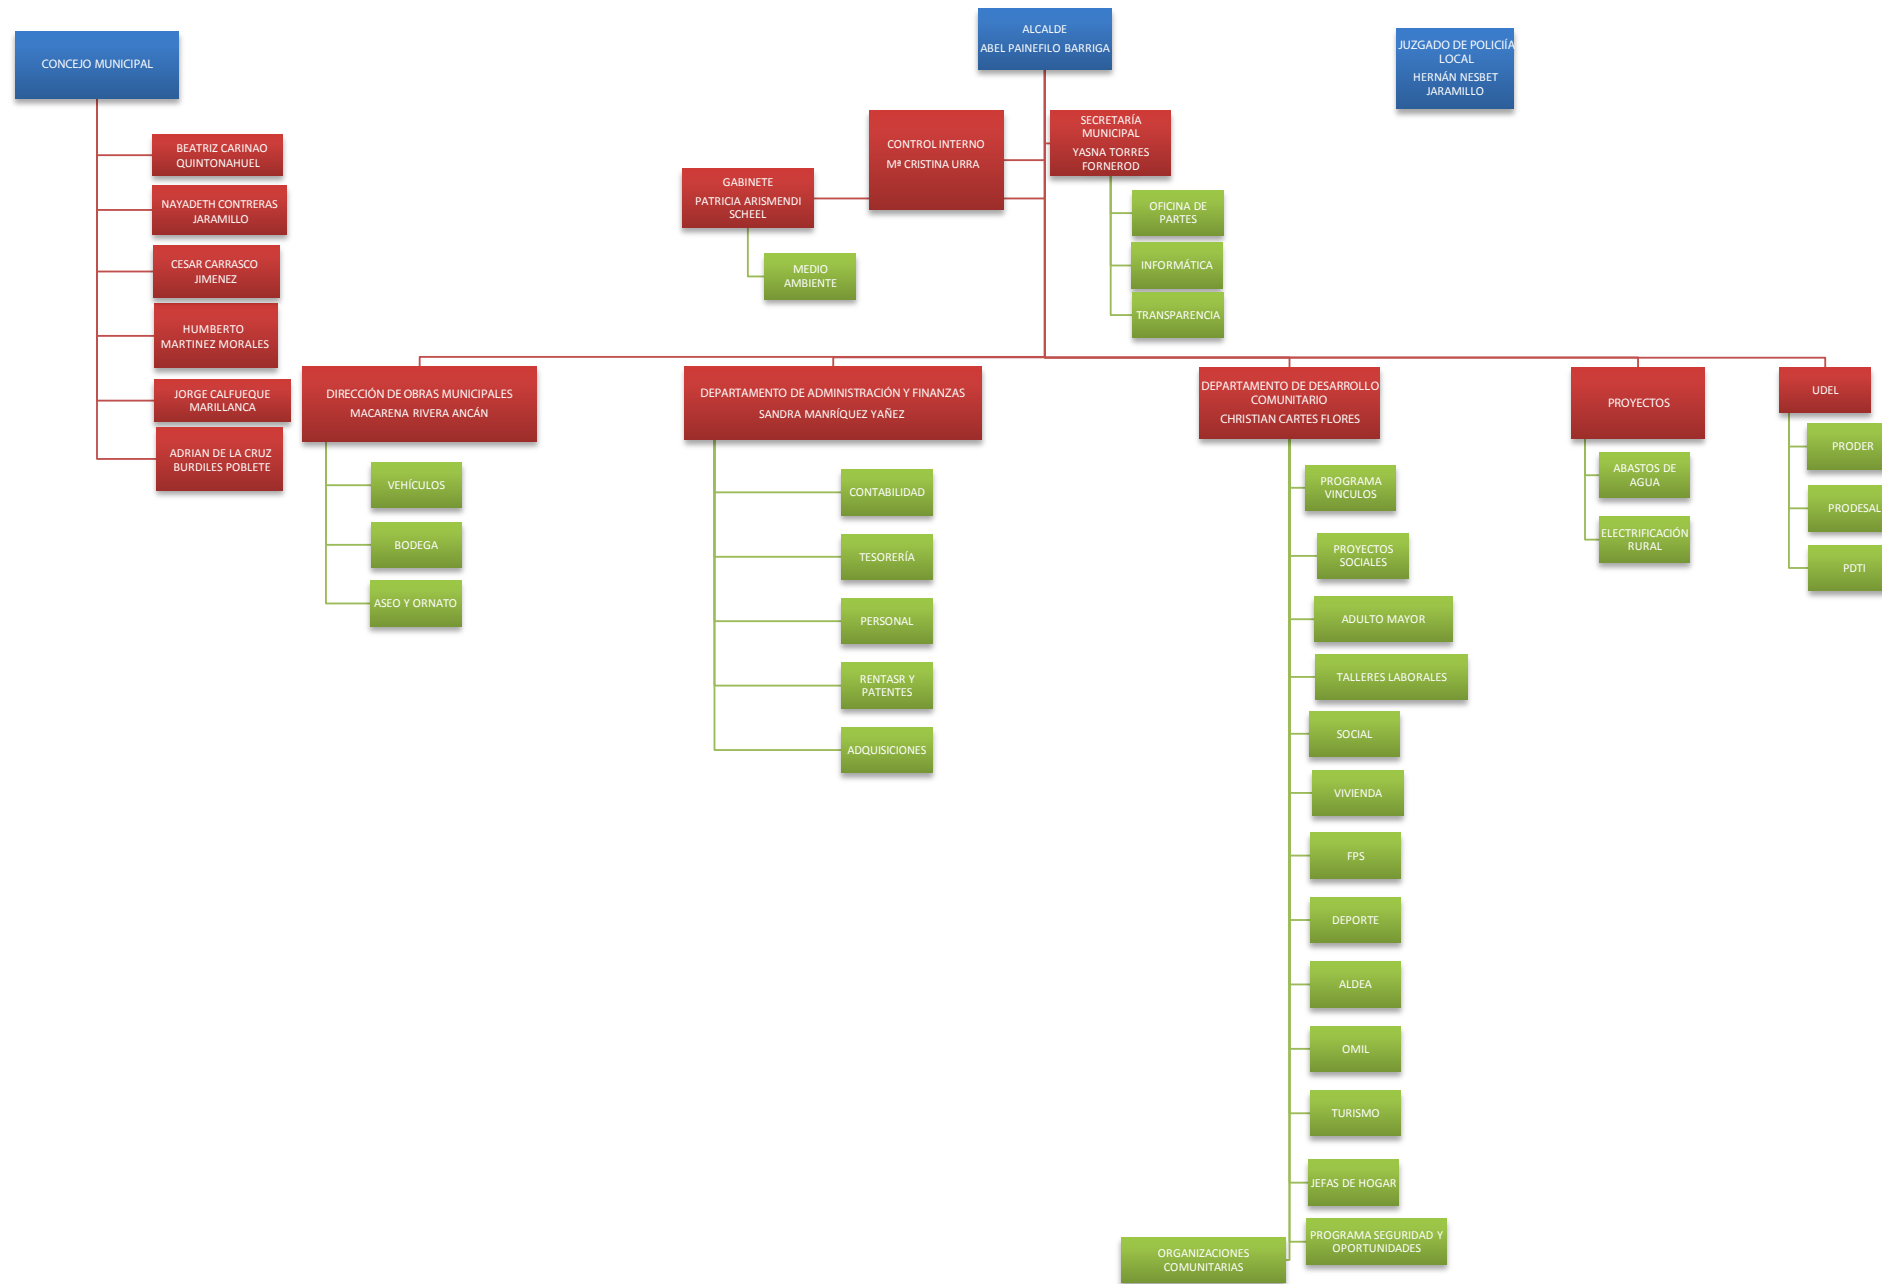 CONCEJO MUNICIPAL
BEATRIZ CARINAO
QUINTONAHUEL
NAYADETH CONTRERAS
JARAMILLO
CESAR CARRASCO
JIMENEZ
HUMBERTO
MARTINEZ MORALES
JORGE CALFUEQUE
MARILLANCA
ADRIAN DE LA CRUZ
BURDILES POBLETE
ALCALDE
ABEL PAINEFILO BARRIGA
JUZGADO DE POLICIÍA
LOCAL
HERNÁN NESBET
JARAMILLO
CONTROL INTERNO
Mª CRISTINA URRA
SECRETARÍA
MUNICIPAL
YASNA TORRES
FORNEROD
GABINETE
PATRICIA ARISMENDI
SCHEEL
MEDIO
AMBIENTE
OFICINA DE
PARTES
INFORMÁTICA
TRANSPARENCIA
DIRECCIÓN DE OBRAS MUNICIPALES
MACARENA RIVERA ANCÁN
VEHÍCULOS
BODEGA
ASEO Y ORNATO
DEPARTAMENTO DE ADMINISTRACIÓN Y FINANZAS
SANDRA MANRÍQUEZ YAÑEZ
CONTABILIDAD
TESORERÍA
PERSONAL
RENTASR Y
PATENTES
ADQUISICIONES
DEPARTAMENTO DE DESARROLLO
COMUNITARIO
CHRISTIAN CARTES FLORES
PROGRAMA
VINCULOS
PROYECTOS
SOCIALES
ADULTO MAYOR
TALLERES LABORALES
SOCIAL
VIVIENDA
FPS
DEPORTE
ALDEA
OMIL
TURISMO
JEFAS DE HOGAR
PROGRAMA SEGURIDAD Y
OPORTUNIDADES
ORGANIZACIONES
COMUNITARIAS
PROYECTOS
ABASTOS DE
AGUA
ELECTRIFICACIÓN
RURAL
UDEL
PRODER
PRODESAL
PDTI